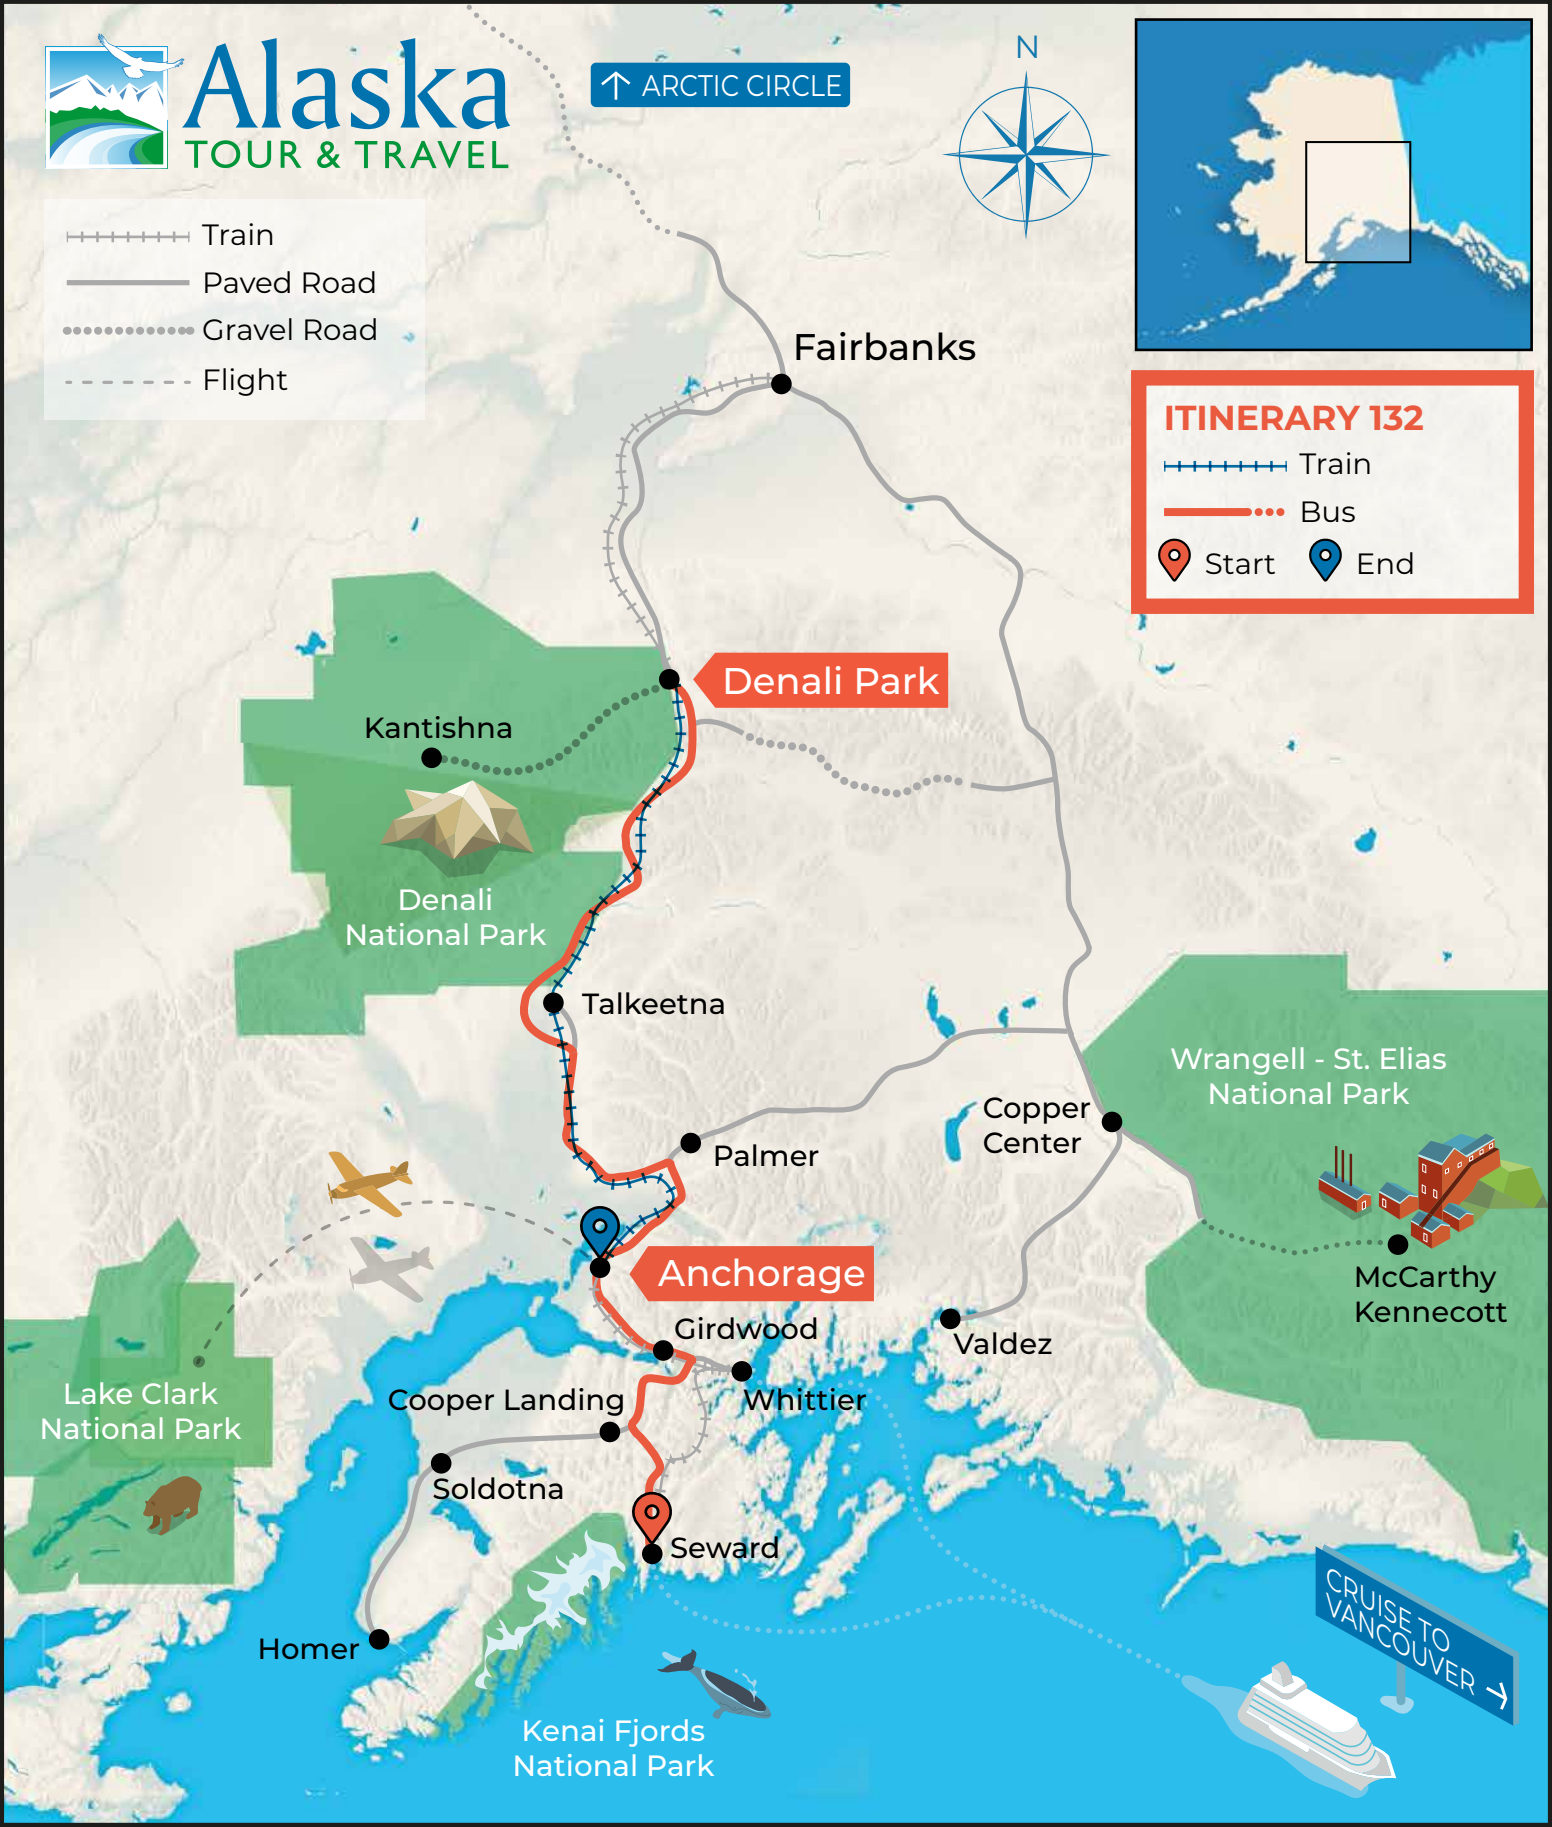 Alaska
TOUR & TRAVEL
↑ ARCTIC CIRCLE
N
Train
Paved Road
Gravel Road
Flight
ITINERARY 132
Train
Bus
Start
End
Fairbanks
Denali Park
Kantishna
Denali
National Park
Talkeetna
Wrangell - St. Elias
National Park
Copper
Center
Palmer
McCarthy
Kennecott
Anchorage
Girdwood
Valdez
Whittier
Cooper Landing
Lake Clark
National Park
Soldotna
Seward
Homer
CRUISE TO
VANCOUVER →
Kenai Fjords
National Park